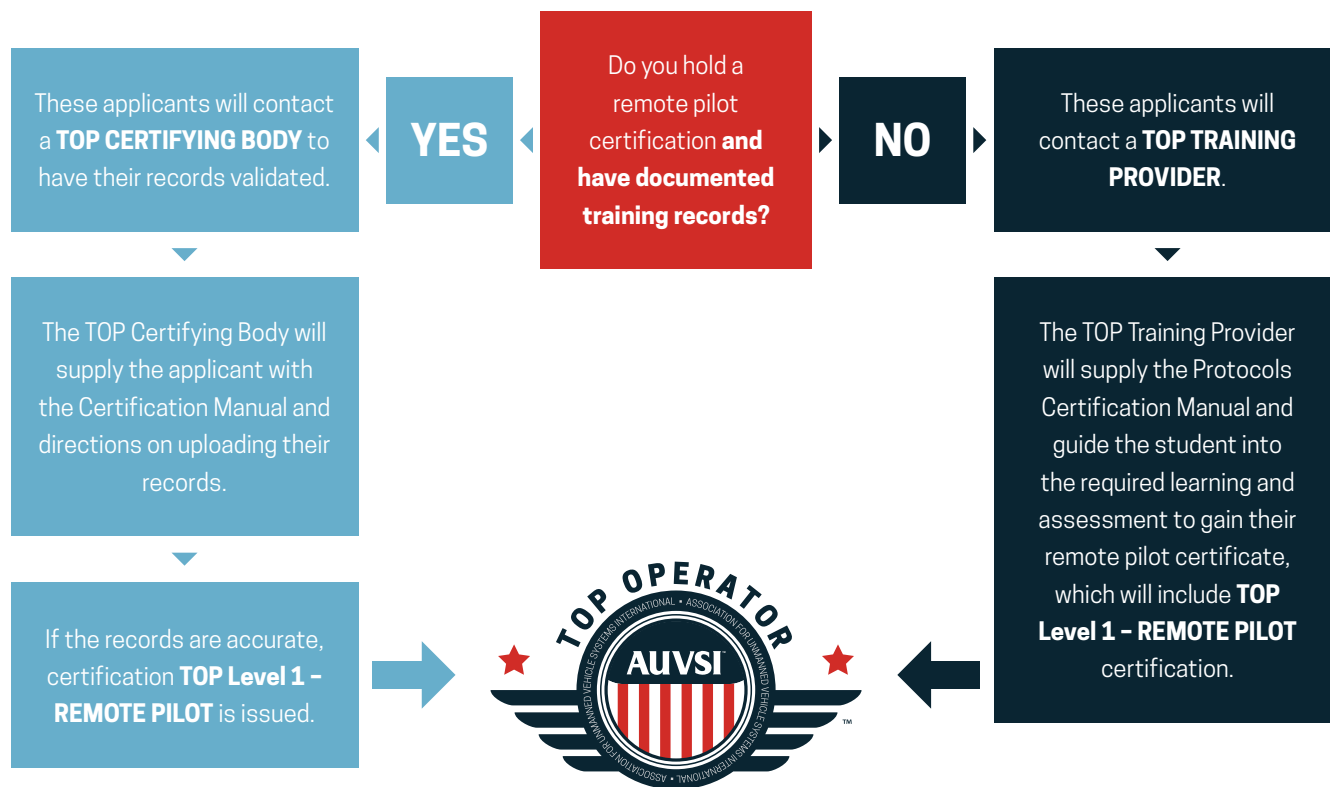 Do you hold a
remote pilot
certification and
have documented
training records?
YES
These applicants will contact
a TOP CERTIFYING BODY to
have their records validated.
The TOP Certifying Body will
supply the applicant with
the Certification Manual and
directions on uploading their
records.
If the records are accurate,
certification TOP Level 1 –
REMOTE PILOT is issued.
NO
These applicants will
contact a TOP TRAINING
PROVIDER.
The TOP Training Provider
will supply the Protocols
Certification Manual and
guide the student into
the required learning and
assessment to gain their
remote pilot certificate,
which will include TOP
Level 1 – REMOTE PILOT
certification.
TOP OPERATOR
ASSOCIATION FOR UNMANNED VEHICLE SYSTEMS INTERNATIONAL • ASSOCIATION FOR UNMANNED VEHICLE SYSTEMS INTERNATIONAL •
AUVSI™
TM